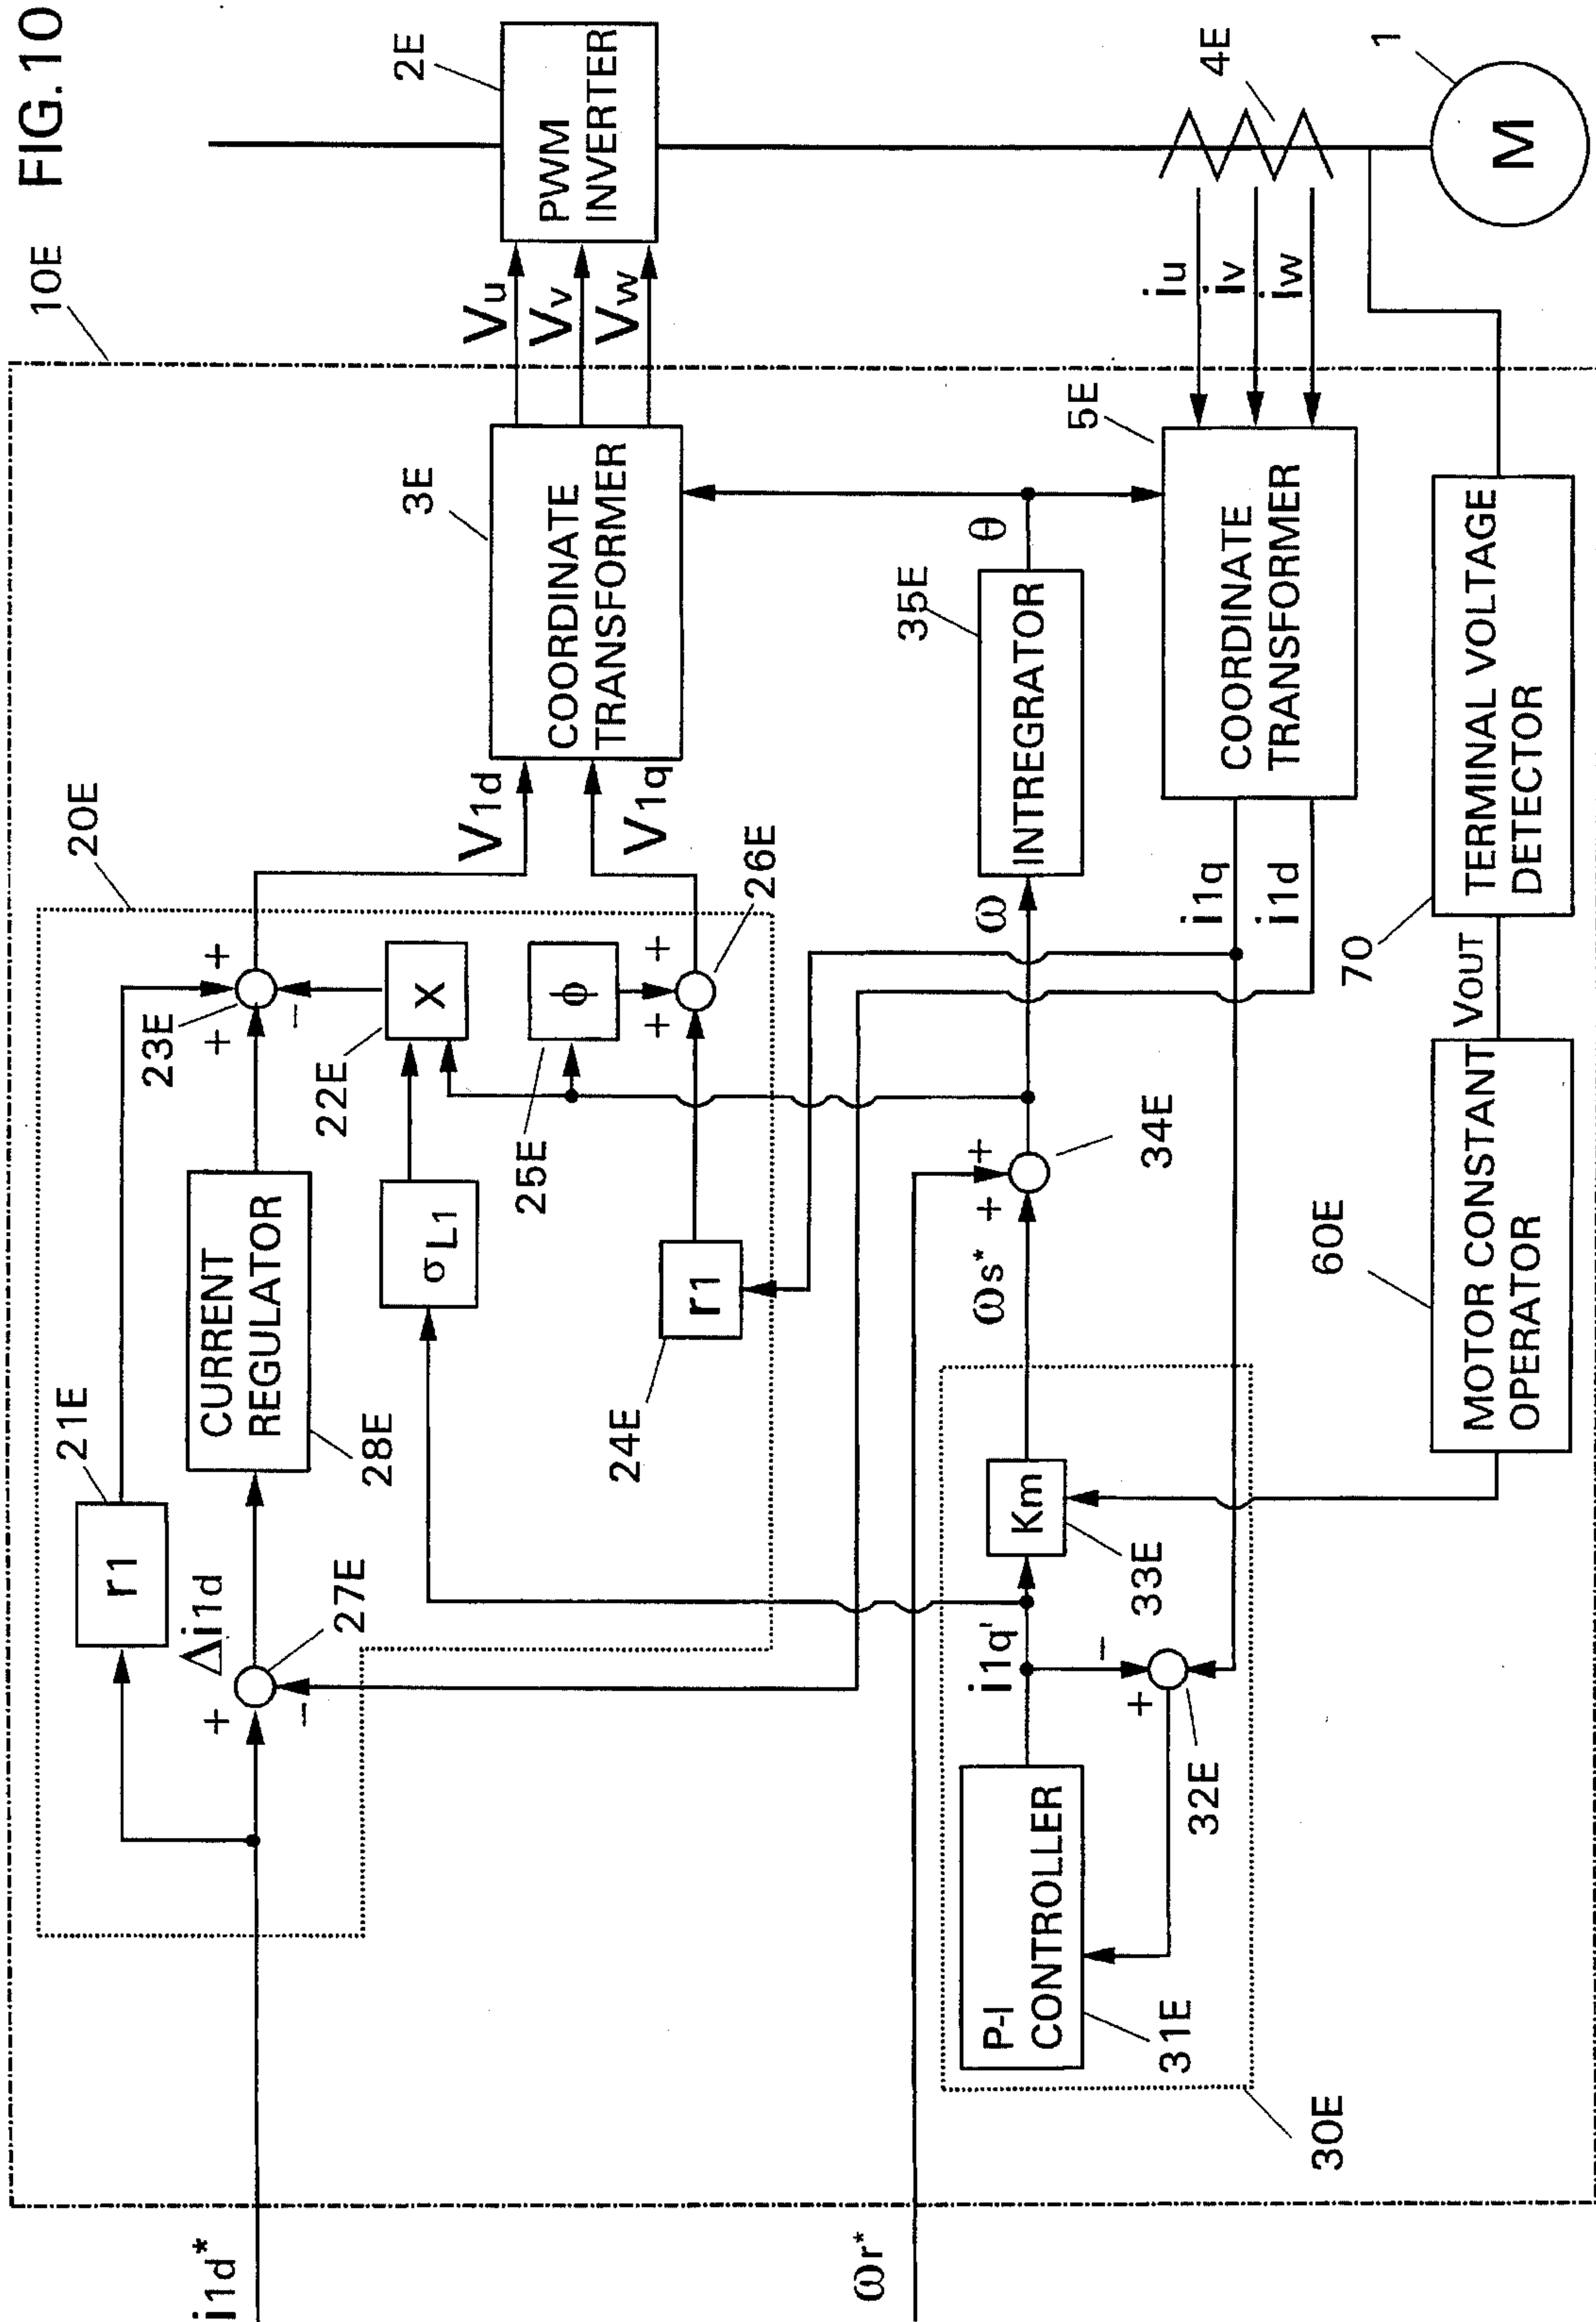 FIG.10
10E
20E
21E
r1
Δi1d
i1d*
+
-
27E
CURRENT
REGULATOR
28E
23E
+
+
-
22E
X
σL1
25E
ϕ
+
+
26E
24E
r1
V1d
V1q
3E
COORDINATE
TRANSFORMER
Vu
Vv
Vw
2E
PWM
INVERTER
ωr*
30E
P-I
CONTROLLER
31E
i1q'
-
+
32E
Km
33E
ωs*
+
+
34E
ω
35E
INTREGRATOR
θ
5E
COORDINATE
TRANSFORMER
i1q
i1d
iu
iv
iw
4E
1
M
60E
MOTOR CONSTANT
OPERATOR
VOUT
70
TERMINAL VOLTAGE
DETECTOR